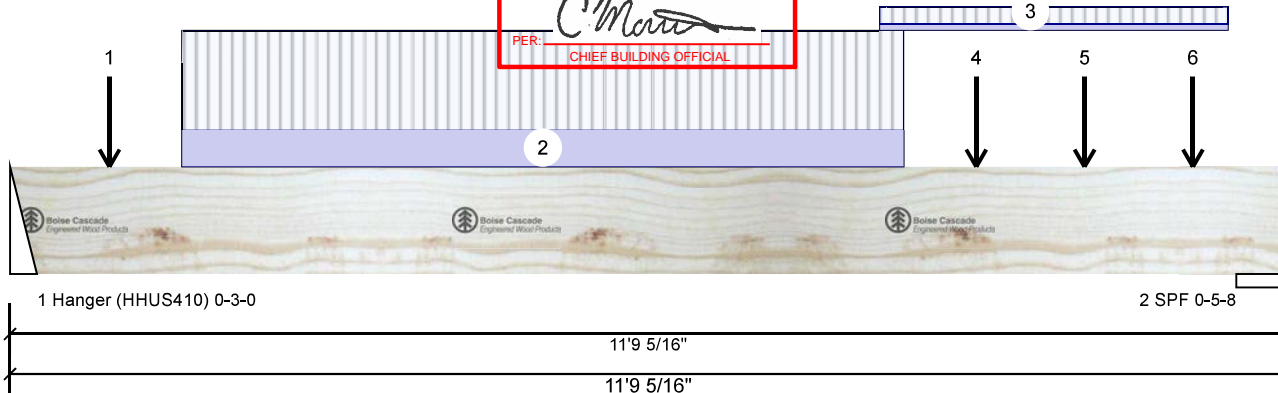 3
PER:
CHIEF BUILDING OFFICIAL
1
4
5
6
2
Boise Cascade
Engineered Wood Products
Boise Cascade
Engineered Wood Products
Boise Cascade
Engineered Wood Products
1 Hanger (HHUS410) 0-3-0
2 SPF 0-5-8
11'9 5/16"
11'9 5/16"